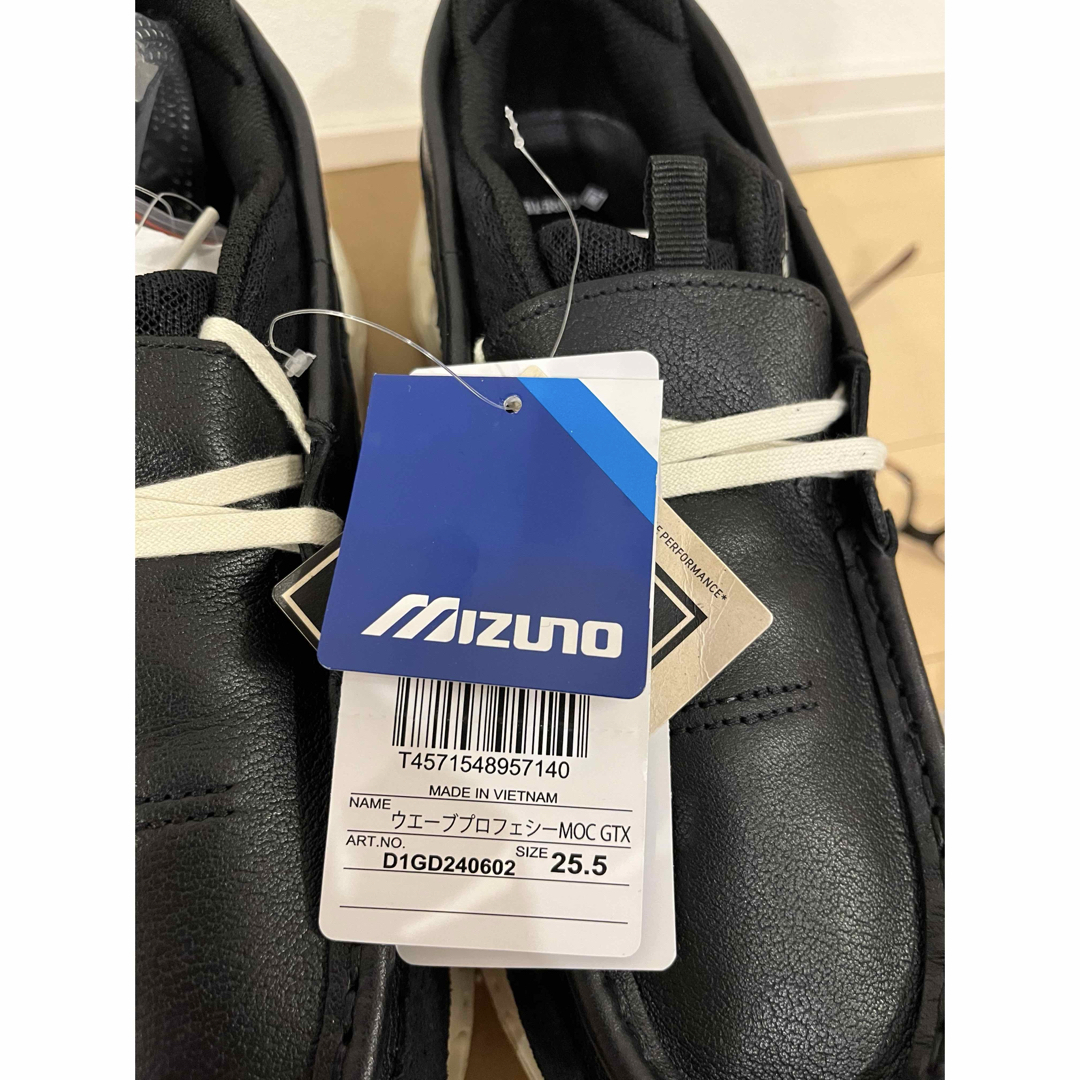 E PERFORMANCE*
MIZUNO
T4571548957140
MADE IN VIETNAM
NAME ウエーブプロフェシーMOC GTX
ART.NO. D1GD240602 SIZE 25.5